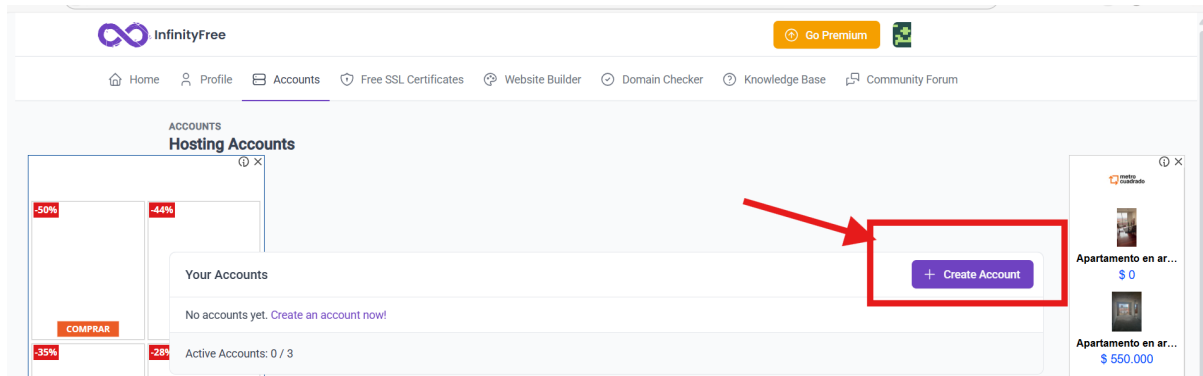 InfinityFree
Go Premium
Home Profile Accounts Free SSL Certificates Website Builder Domain Checker Knowledge Base Community Forum
ACCOUNTS
Hosting Accounts
-50% -44%
COMPRAR
-35% -28%
Your Accounts
+ Create Account
No accounts yet. Create an account now!
Active Accounts: 0 / 3
metro
cuadrado
Apartamento en ar...
$ 0
Apartamento en ar...
$ 550.000